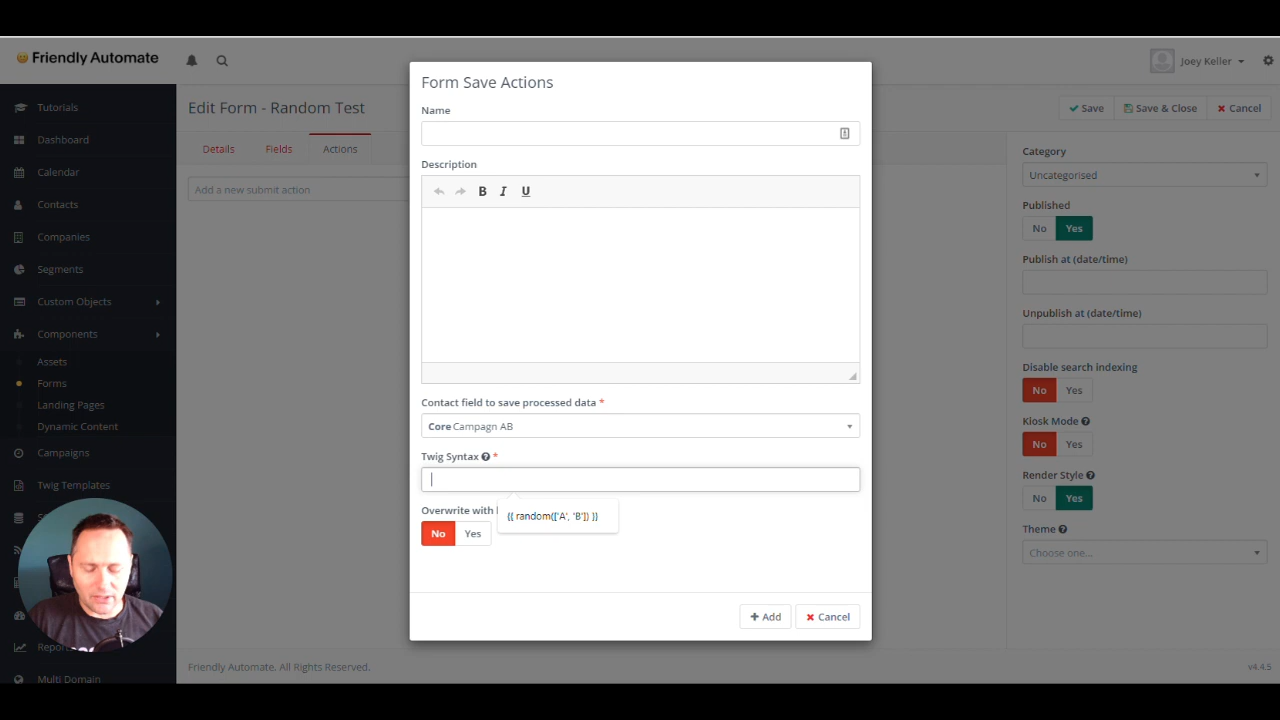 Friendly Automate
Joey Keller
Tutorials
Dashboard
Calendar
Contacts
Companies
Segments
Custom Objects
Components
Assets
Forms
Landing Pages
Dynamic Content
Campaigns
Twig Templates
Multi Domain
Edit Form - Random Test
Save
Save & Close
Cancel
Details
Fields
Actions
Add a new submit action
Form Save Actions
Name
Description
B I U
Contact field to save processed data *
Core Campagn AB
Twig Syntax *
{{ random(['A', 'B']) }}
Overwrite with
No Yes
+ Add
Cancel
Category
Uncategorised
Published
No Yes
Publish at (date/time)
Unpublish at (date/time)
Disable search indexing
No Yes
Kiosk Mode
No Yes
Render Style
No Yes
Theme
Choose one...
Friendly Automate. All Rights Reserved.
v4.4.5